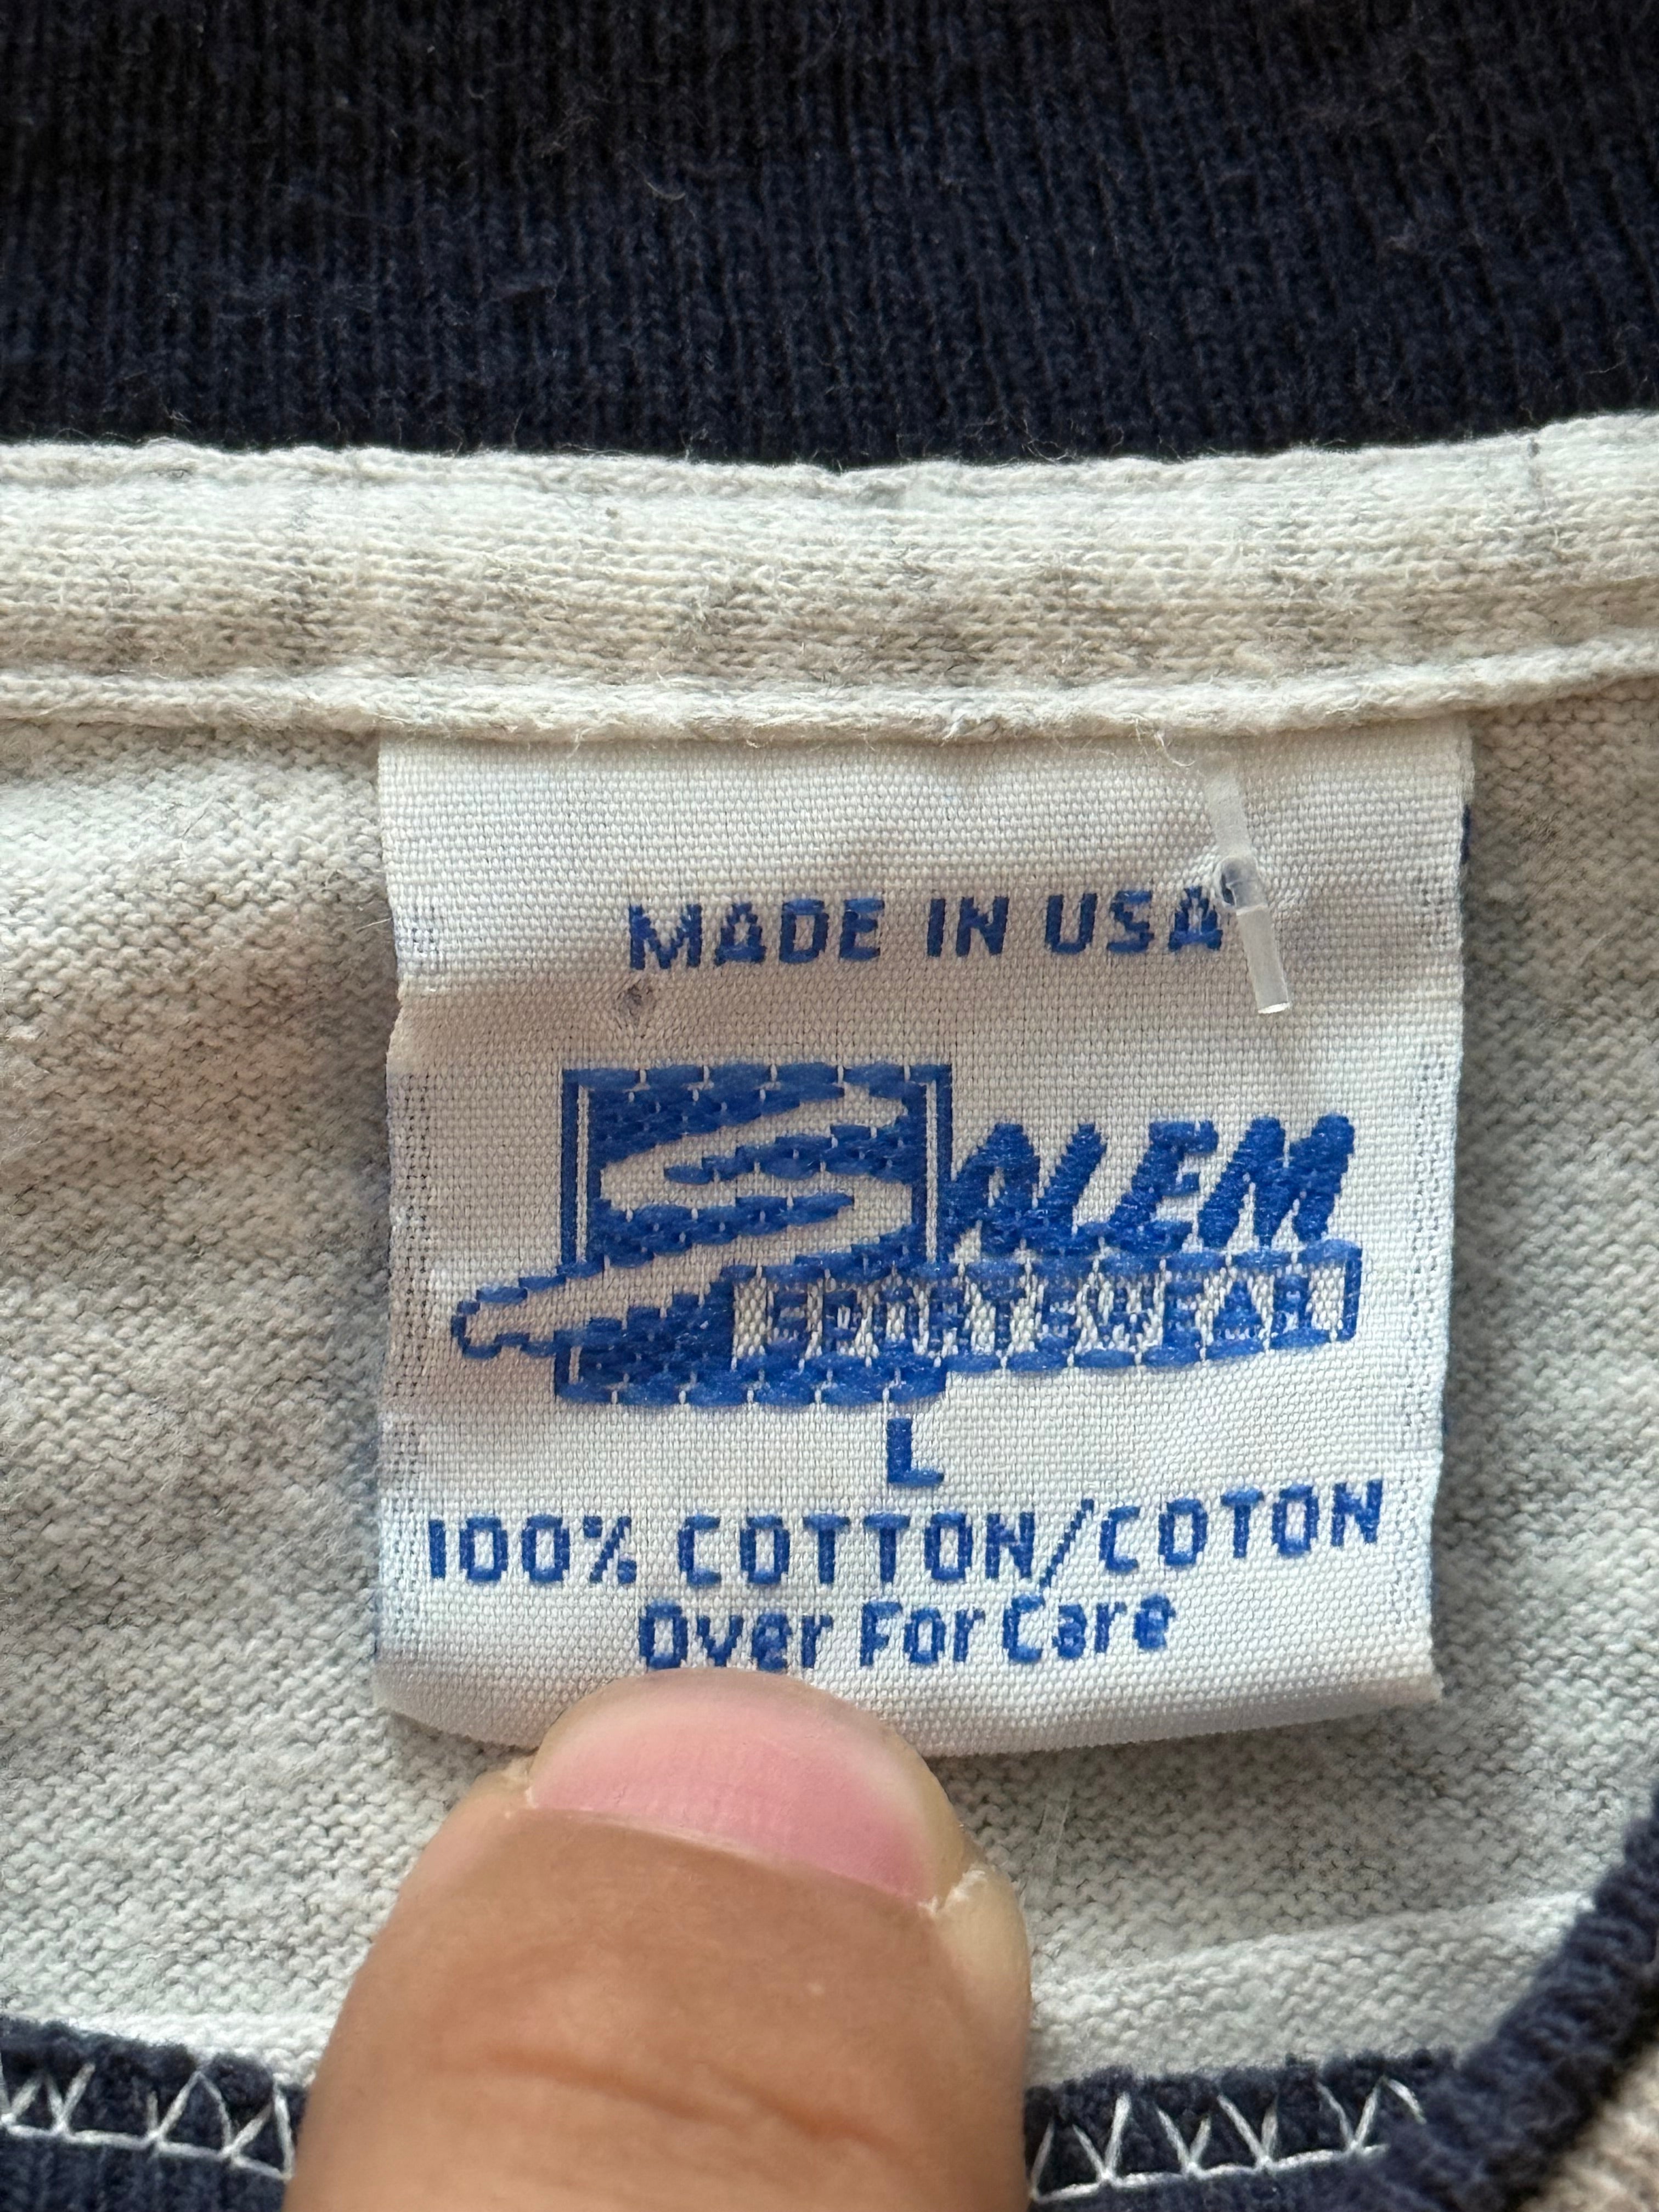 MADE IN USA
SALEM
SPORTSWEAR
L
100% COTTON/COTON
Over For Care